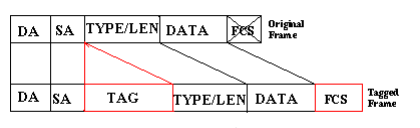 DA SA TYPE/LEN DATA FCS Original
Frame
DA SA TAG TYPE/LEN DATA FCS Tagged
Frame